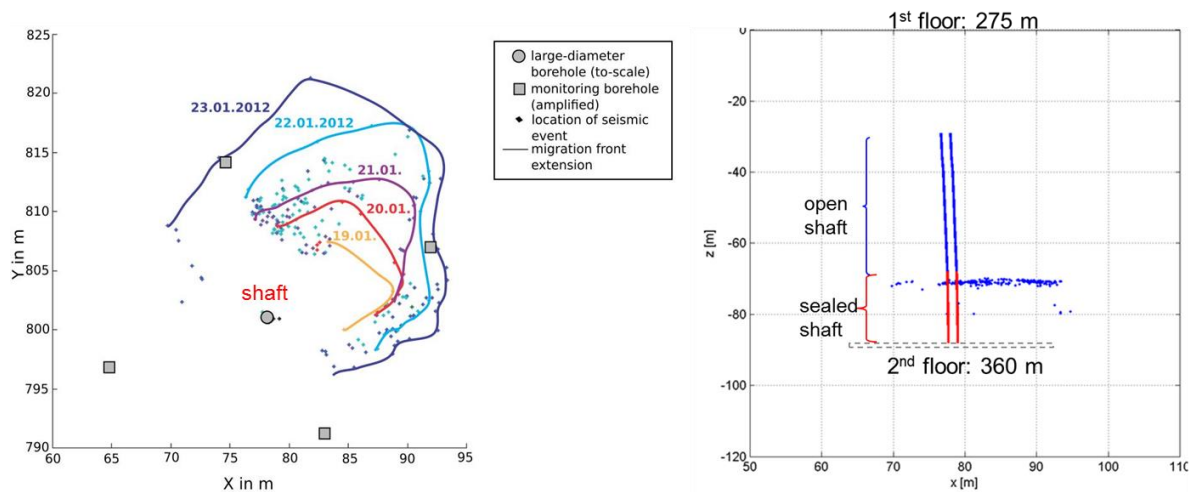 825
820
815
810
805
800
795
790
Y in m
60
65
70
75
80
85
90
95
X in m
23.01.2012
22.01.2012
21.01.
20.01.
19.01.
shaft
large-diameter
borehole (to-scale)
monitoring borehole
(amplified)
location of seismic
event
migration front
extension
1st floor: 275 m
0
-20
-40
-60
-80
-100
-120
z [m]
open
shaft
sealed
shaft
2nd floor: 360 m
50
60
70
80
90
100
110
x [m]